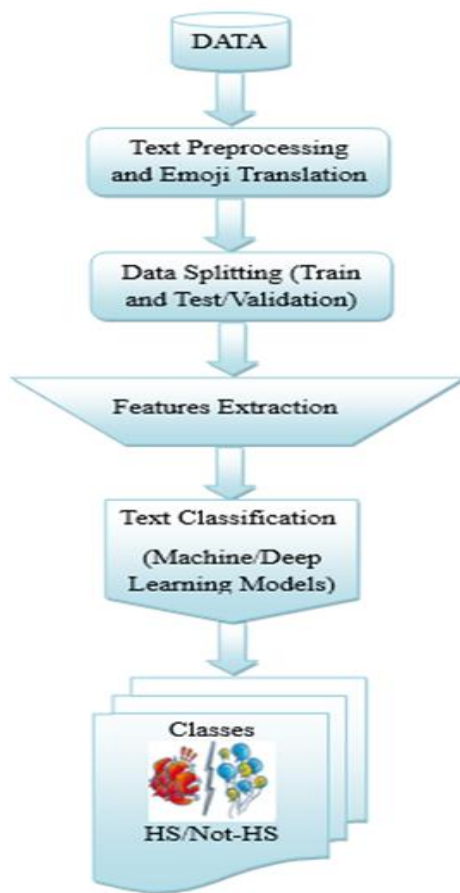 DATA
Text Preprocessing
and Emoji Translation
Data Splitting (Train
and Test/Validation)
Features Extraction
Text Classification
(Machine/Deep
Learning Models)
Classes
HS/Not-HS